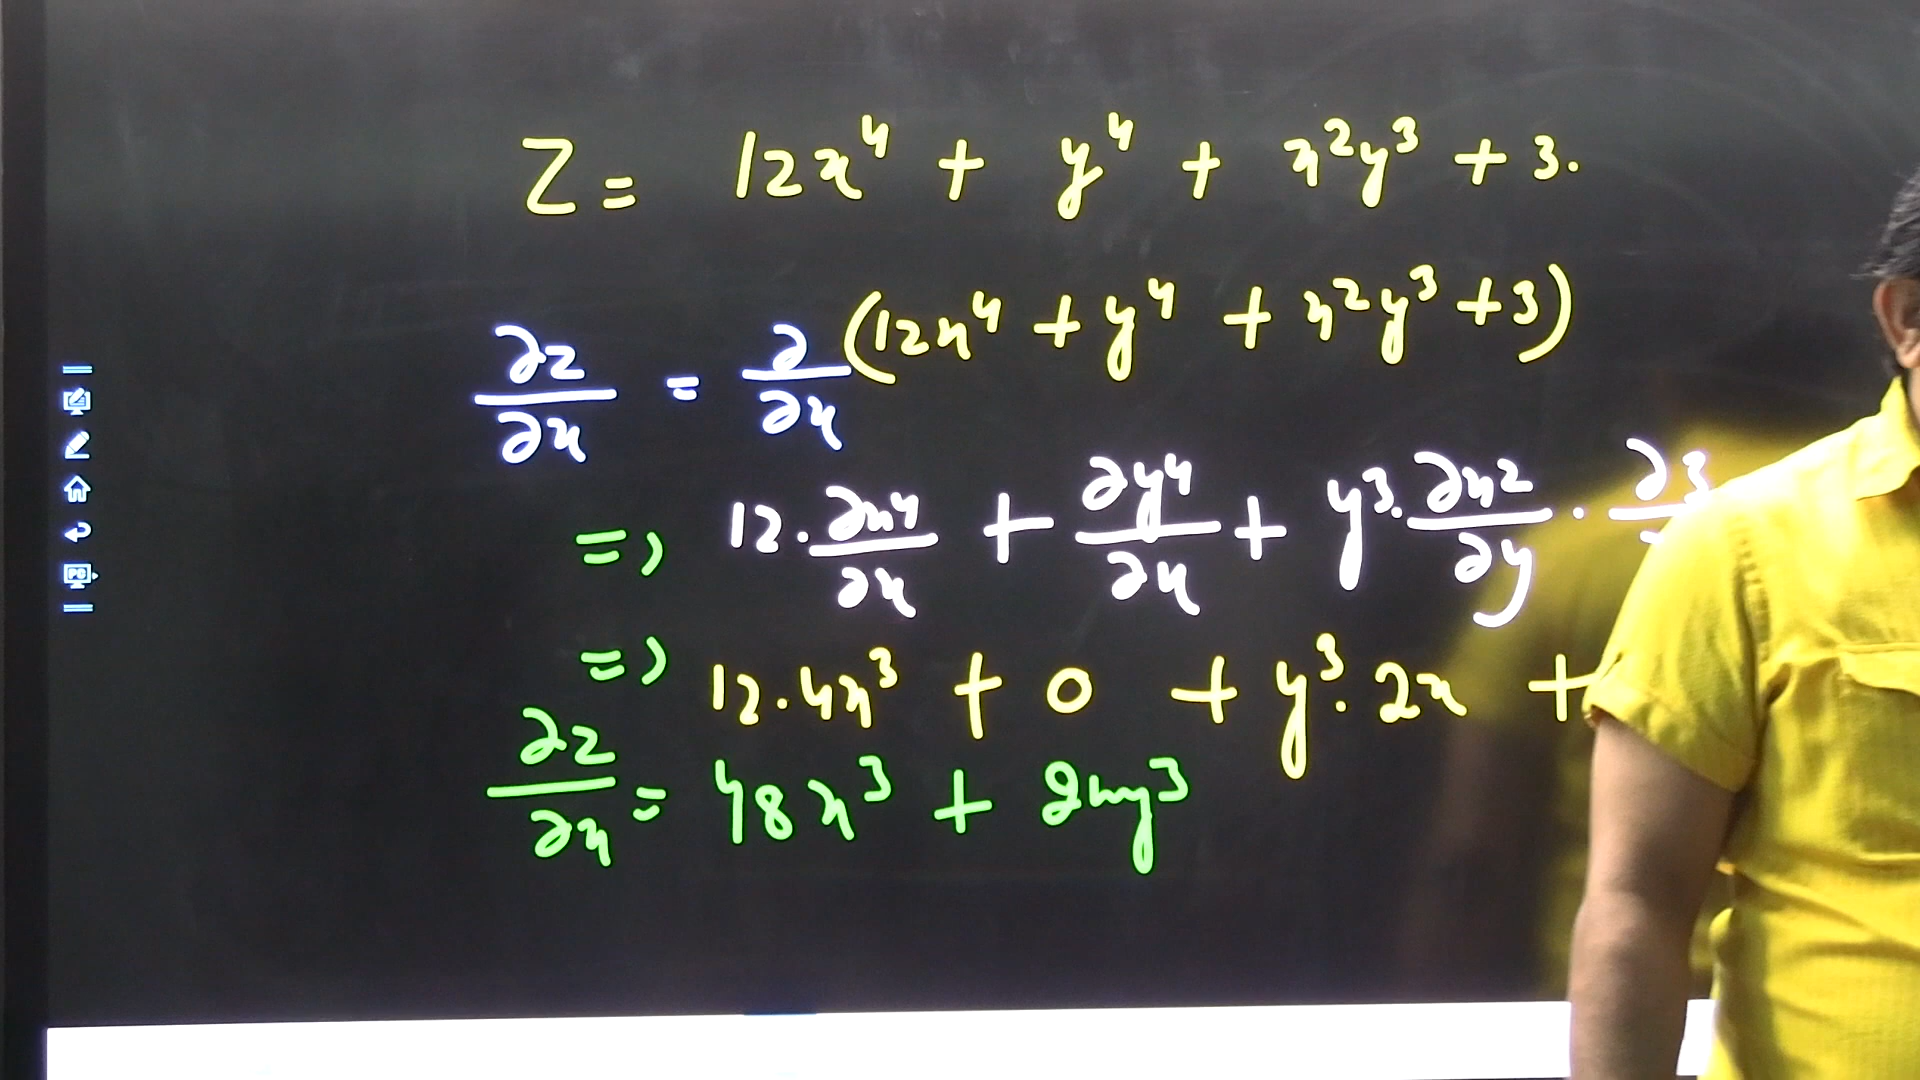 Z = 12x⁴ + y⁴ + x²y³ + 3.
∂z/∂x = ∂/∂x (12x⁴ + y⁴ + x²y³ + 3)
=> 12 · ∂x⁴/∂x + ∂y⁴/∂x + y³ · ∂x²/∂y · ∂3
=> 12 · 4x³ + 0 + y³ · 2x +
∂z/∂x = 48x³ + 2xy³